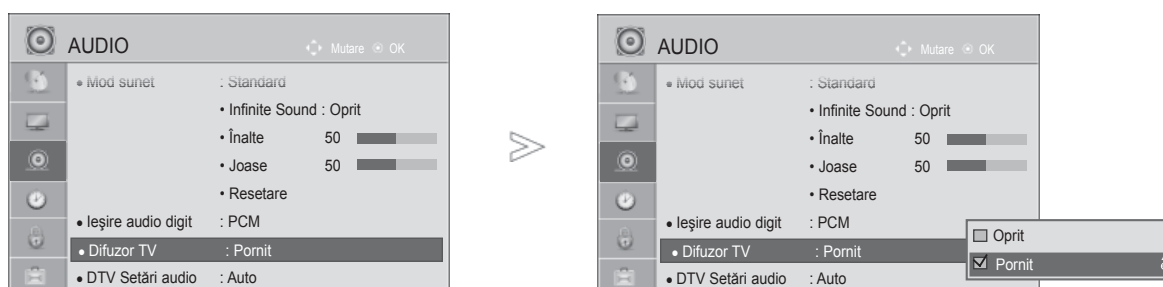 AUDIO
Mutare OK
• Mod sunet : Standard
• Infinite Sound : Oprit
• Înalte 50
• Joase 50
• Resetare
• Ieşire audio digit : PCM
• Difuzor TV : Pornit
• DTV Setări audio : Auto
AUDIO
Mutare OK
• Mod sunet : Standard
• Infinite Sound : Oprit
• Înalte 50
• Joase 50
• Resetare
• Ieşire audio digit : PCM
• Difuzor TV : Pornit
• DTV Setări audio : Auto
Oprit
Pornit